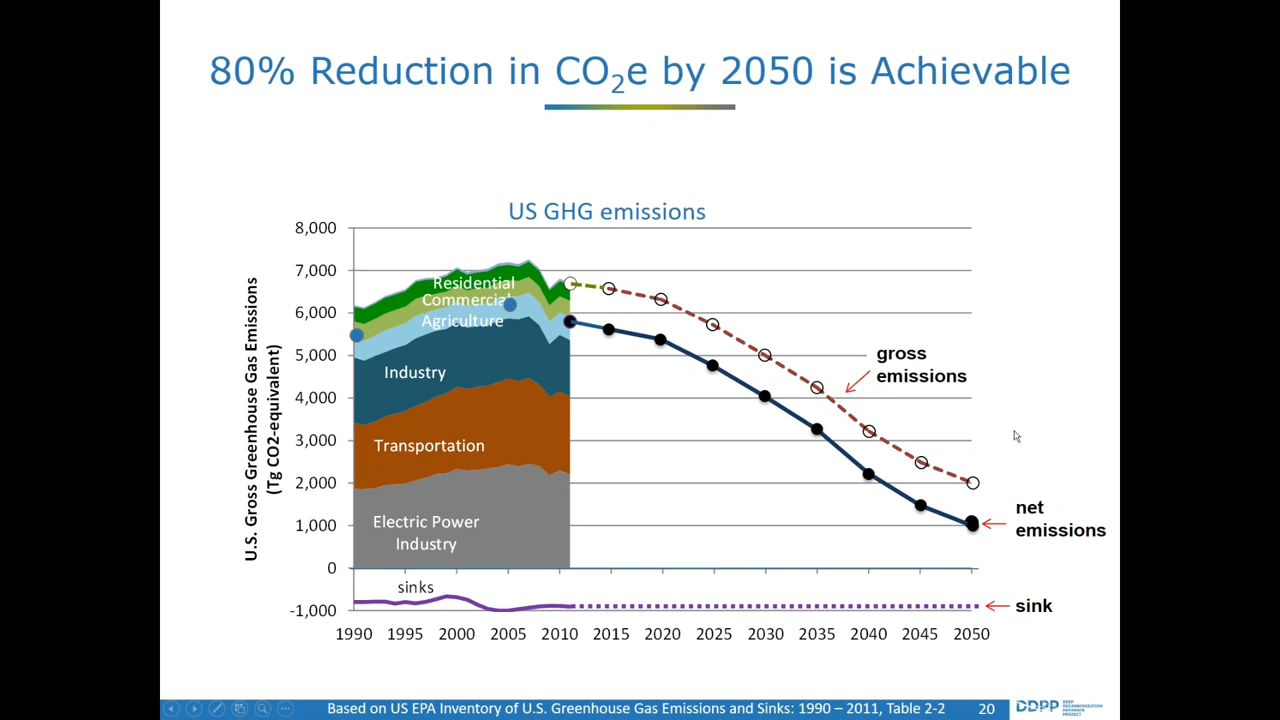 80% Reduction in CO2e by 2050 is Achievable
US GHG emissions
U.S. Gross Greenhouse Gas Emissions
(Tg CO2-equivalent)
8,000
7,000
6,000
5,000
4,000
3,000
2,000
1,000
0
-1,000
Residential
Commercial
Agriculture
Industry
Transportation
Electric Power
Industry
sinks
gross
emissions
net
emissions
sink
1990 1995 2000 2005 2010 2015 2020 2025 2030 2035 2040 2045 2050
Based on US EPA Inventory of U.S. Greenhouse Gas Emissions and Sinks: 1990 – 2011, Table 2-2
20
DDPP
DEEP
DECARBONIZATION
PATHWAYS
PROJECT